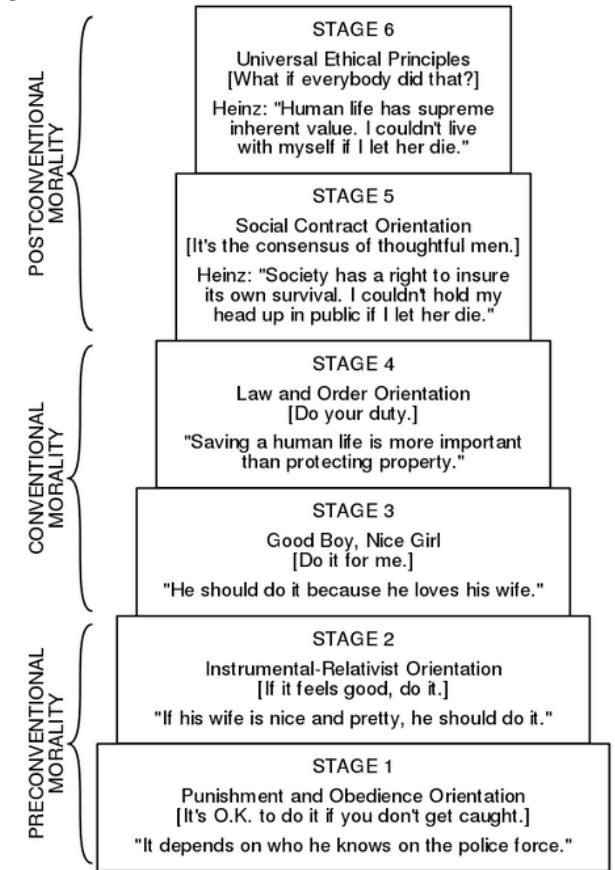 STAGE 6
Universal Ethical Principles
[What if everybody did that?]
Heinz: "Human life has supreme
inherent value. I couldn't live
with myself if I let her die."
POSTCONVENTIONAL
MORALITY
STAGE 5
Social Contract Orientation
[It's the consensus of thoughtful men.]
Heinz: "Society has a right to insure
its own survival. I couldn't hold my
head up in public if I let her die."
STAGE 4
Law and Order Orientation
[Do your duty.]
"Saving a human life is more important
than protecting property."
CONVENTIONAL
MORALITY
STAGE 3
Good Boy, Nice Girl
[Do it for me.]
"He should do it because he loves his wife."
STAGE 2
Instrumental-Relativist Orientation
[If it feels good, do it.]
"If his wife is nice and pretty, he should do it."
PRECONVENTIONAL
MORALITY
STAGE 1
Punishment and Obedience Orientation
[It's O.K. to do it if you don't get caught.]
"It depends on who he knows on the police force."